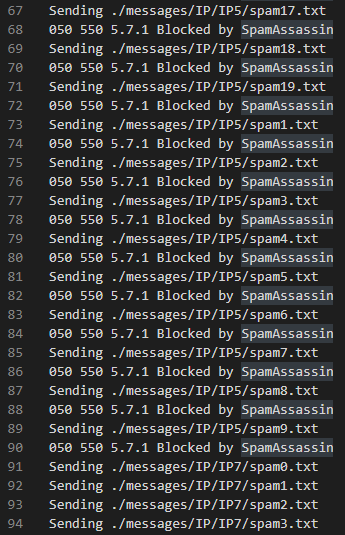 67 Sending ./messages/IP/IP5/spam17.txt
68 050 550 5.7.1 Blocked by SpamAssassin
69 Sending ./messages/IP/IP5/spam18.txt
70 050 550 5.7.1 Blocked by SpamAssassin
71 Sending ./messages/IP/IP5/spam19.txt
72 050 550 5.7.1 Blocked by SpamAssassin
73 Sending ./messages/IP/IP5/spam1.txt
74 050 550 5.7.1 Blocked by SpamAssassin
75 Sending ./messages/IP/IP5/spam2.txt
76 050 550 5.7.1 Blocked by SpamAssassin
77 Sending ./messages/IP/IP5/spam3.txt
78 050 550 5.7.1 Blocked by SpamAssassin
79 Sending ./messages/IP/IP5/spam4.txt
80 050 550 5.7.1 Blocked by SpamAssassin
81 Sending ./messages/IP/IP5/spam5.txt
82 050 550 5.7.1 Blocked by SpamAssassin
83 Sending ./messages/IP/IP5/spam6.txt
84 050 550 5.7.1 Blocked by SpamAssassin
85 Sending ./messages/IP/IP5/spam7.txt
86 050 550 5.7.1 Blocked by SpamAssassin
87 Sending ./messages/IP/IP5/spam8.txt
88 050 550 5.7.1 Blocked by SpamAssassin
89 Sending ./messages/IP/IP5/spam9.txt
90 050 550 5.7.1 Blocked by SpamAssassin
91 Sending ./messages/IP/IP7/spam0.txt
92 Sending ./messages/IP/IP7/spam1.txt
93 Sending ./messages/IP/IP7/spam2.txt
94 Sending ./messages/IP/IP7/spam3.txt